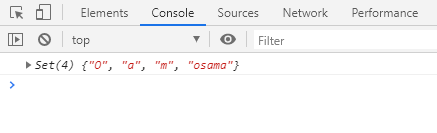 Elements Console Sources Network Performance
top Filter
Set(4) {"O", "a", "m", "osama"}